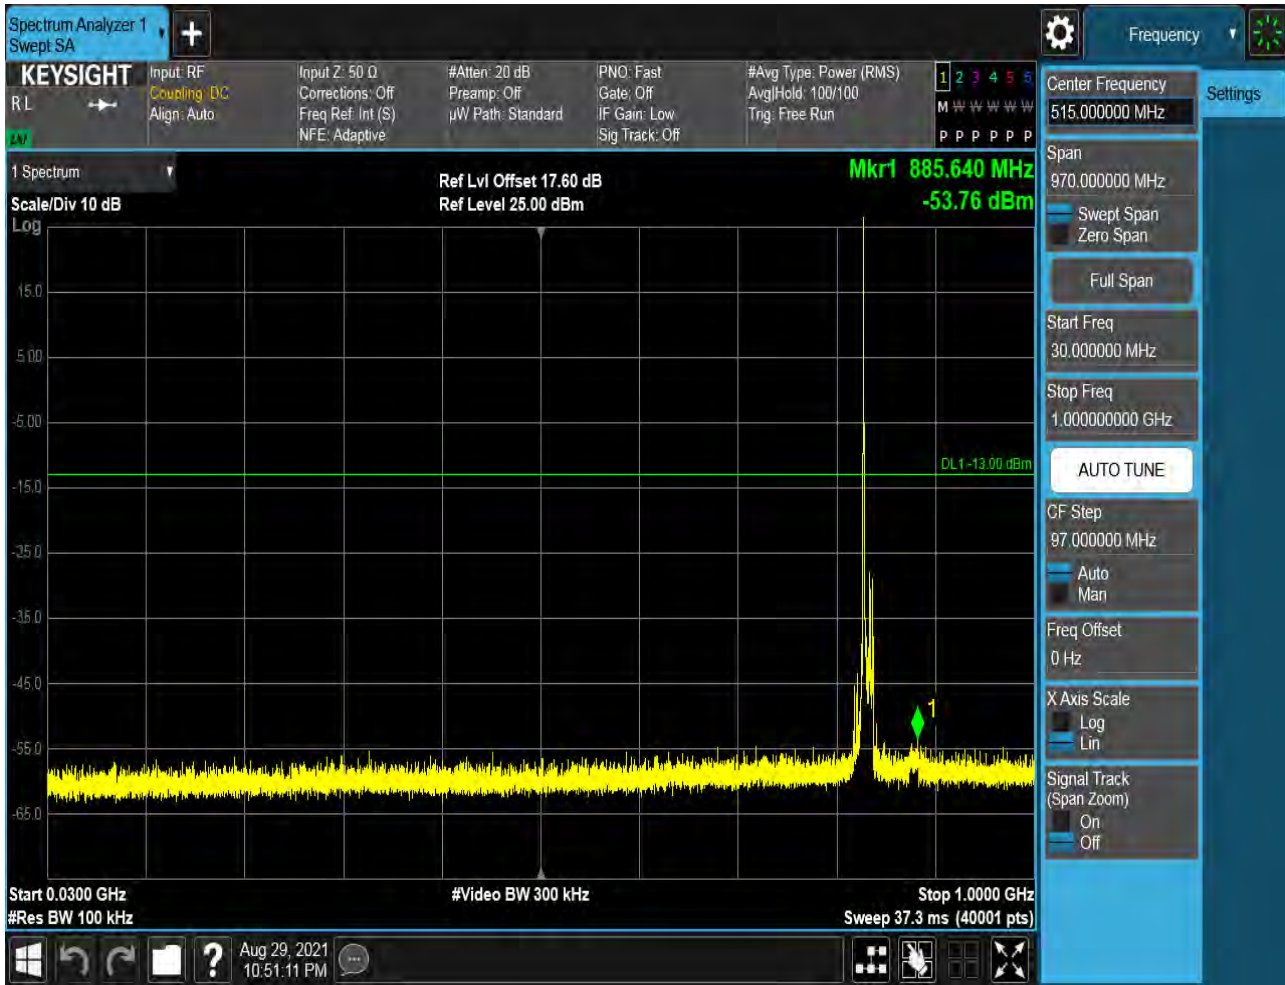 Spectrum Analyzer 1
Swept SA
Frequency
KEYSIGHT
R L
Input: RF
Coupling: DC
Align: Auto
Input Z: 50 Ω
Corrections: Off
Freq Ref: Int (S)
NFE: Adaptive
#Atten: 20 dB
Preamp: Off
µW Path: Standard
PNO: Fast
Gate: Off
IF Gain: Low
Sig Track: Off
#Avg Type: Power (RMS)
Avg|Hold: 100/100
Trig: Free Run
1 2 3 4 5 6
M W W W W W
P P P P P P
1 Spectrum
Scale/Div 10 dB
Log
Ref Lvl Offset 17.60 dB
Ref Level 25.00 dBm
Mkr1 885.640 MHz
-53.76 dBm
15.0
5.00
-5.00
-15.0
-25.0
-35.0
-45.0
-55.0
-65.0
DL1 -13.00 dBm
1
Start 0.0300 GHz
#Res BW 100 kHz
#Video BW 300 kHz
Stop 1.0000 GHz
Sweep 37.3 ms (40001 pts)
Aug 29, 2021
10:51:11 PM
Center Frequency
515.000000 MHz
Settings
Span
970.000000 MHz
Swept Span
Zero Span
Full Span
Start Freq
30.000000 MHz
Stop Freq
1.000000000 GHz
AUTO TUNE
CF Step
97.000000 MHz
Auto
Man
Freq Offset
0 Hz
X Axis Scale
Log
Lin
Signal Track
(Span Zoom)
On
Off